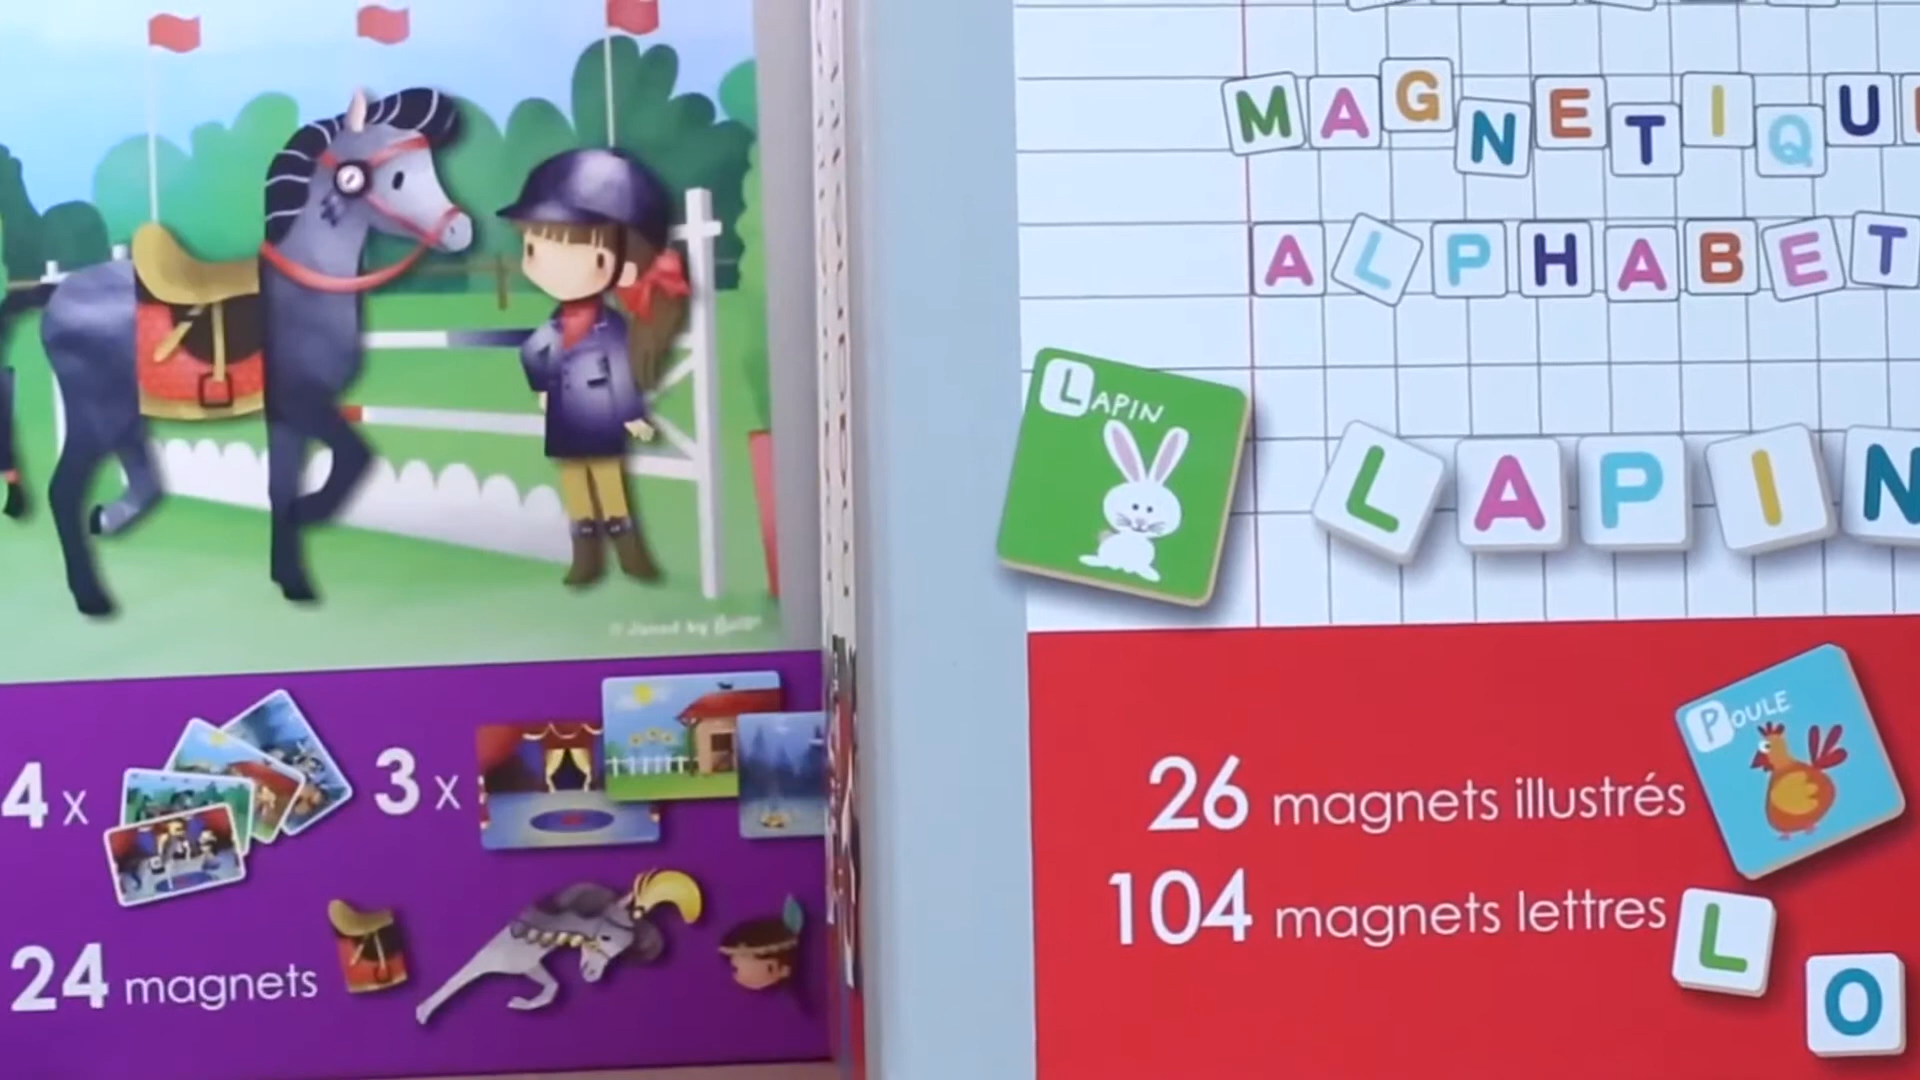 4 x
3 x
24 magnets
MAGNETIQU
ALPHABET
LAPIN
LAPIN
26 magnets illustrés
POULE
104 magnets lettres
L
O